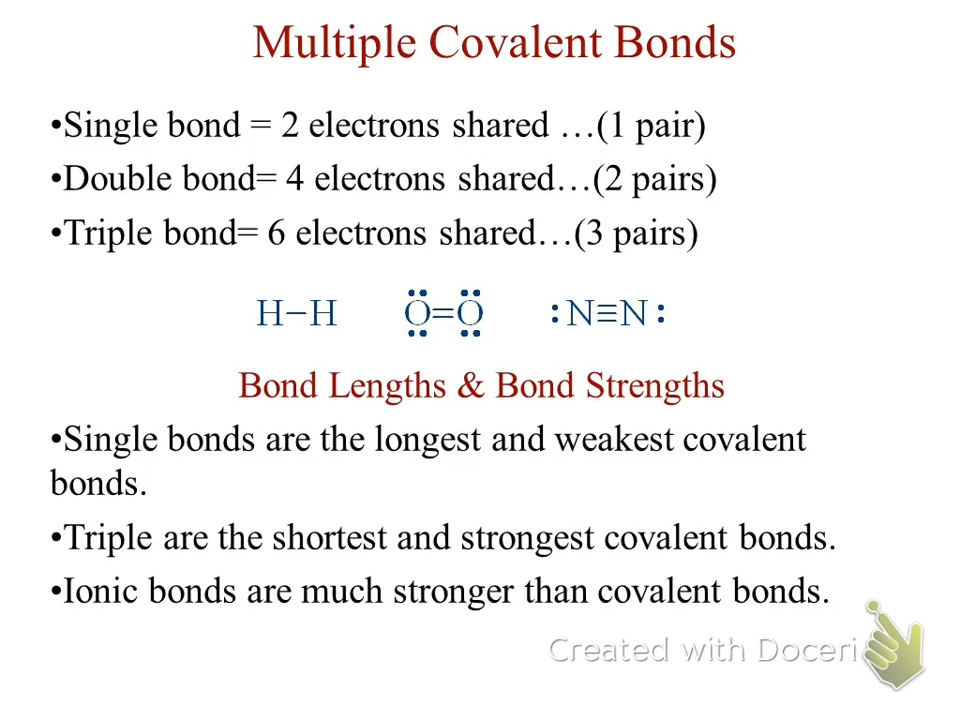 Multiple Covalent Bonds
•Single bond = 2 electrons shared …(1 pair)
•Double bond= 4 electrons shared…(2 pairs)
•Triple bond= 6 electrons shared…(3 pairs)
H−H Ö=Ö :N≡N:
Bond Lengths & Bond Strengths
•Single bonds are the longest and weakest covalent
bonds.
•Triple are the shortest and strongest covalent bonds.
•Ionic bonds are much stronger than covalent bonds.
Created with Doceri